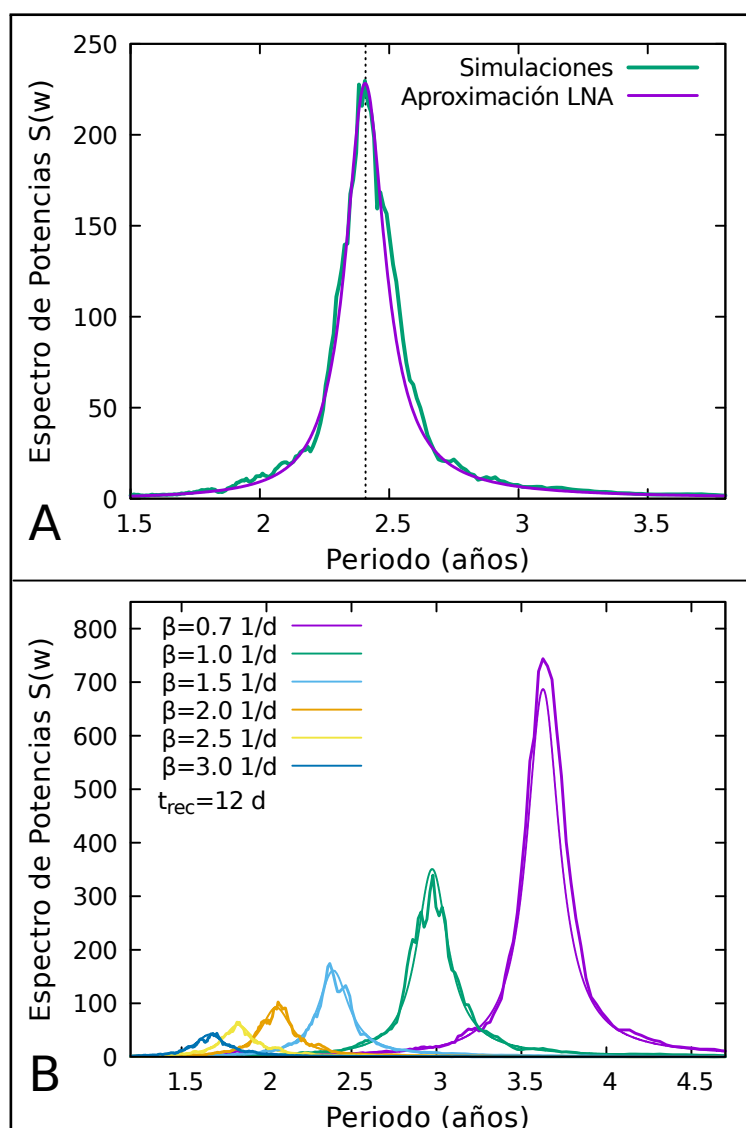 250
200
150
100
50
0
Espectro de Potencias S(w)
Simulaciones
Aproximación LNA
A
1.5 2 2.5 3 3.5
Periodo (años)
800
700
600
500
400
300
200
100
0
Espectro de Potencias S(w)
β=0.7 1/d
β=1.0 1/d
β=1.5 1/d
β=2.0 1/d
β=2.5 1/d
β=3.0 1/d
trec=12 d
B
1.5 2 2.5 3 3.5 4 4.5
Periodo (años)